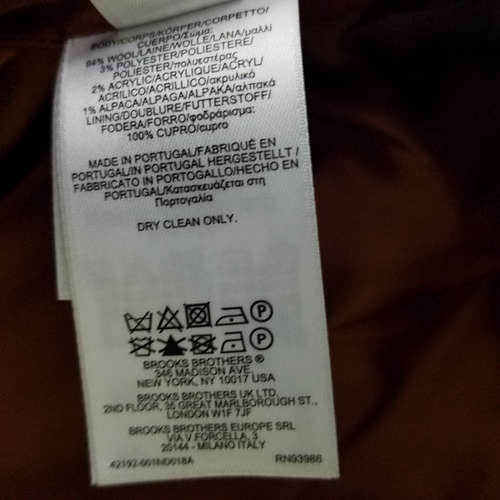 BODY/CORPS/KÖRPER/CORPETTO/
CUERPO/Σώμα:
94% WOOL/LAINE/WOLLE/LANA/μαλλί
3% POLYESTER/POLIESTERE/
POLIESTER/πολυεστέρας
2% ACRYLIC/ACRYLIQUE/ACRYL/
ACRILICO/ACRÍLICO/ακρυλικό
1% ALPACA/ALPAGA/ALPAKA/αλπακά
LINING/DOUBLURE/FUTTERSTOFF/
FODERA/FORRO/φοδράρισμα:
100% CUPRO/cupro
MADE IN PORTUGAL/FABRIQUÉ EN
PORTUGAL/IN PORTUGAL HERGESTELLT /
FABBRICATO IN PORTOGALLO/HECHO EN
PORTUGAL/Κατασκευάζεται στη
Πορτογαλία
DRY CLEAN ONLY.
P
P
BROOKS BROTHERS ®
346 MADISON AVE.
NEW YORK, NY 10017 USA
BROOKS BROTHERS UK LTD.
2ND FLOOR, 36 GREAT MARLBOROUGH ST.,
LONDON W1F 7JF
BROOKS BROTHERS EUROPE SRL
VIA V.FORCELLA, 3
20144 - MILANO ITALY
RN93986